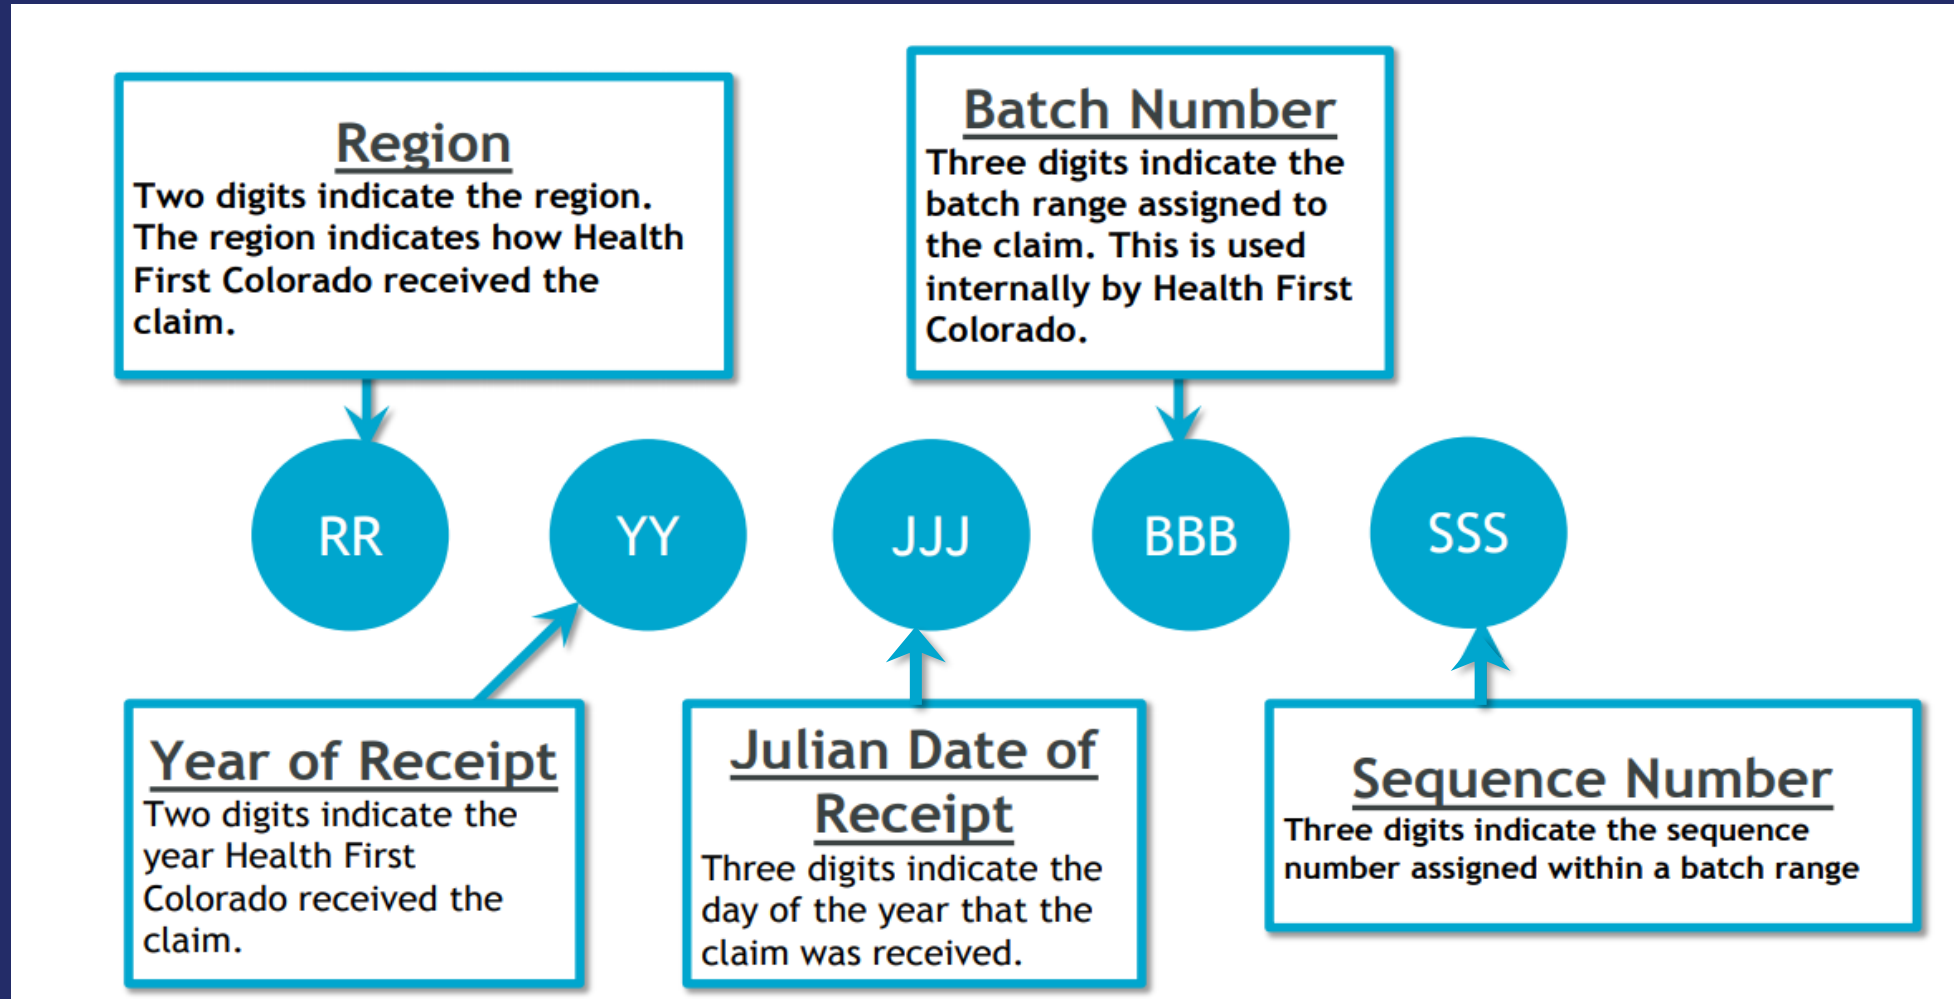 Region
Two digits indicate the region.
The region indicates how Health
First Colorado received the
claim.
Batch Number
Three digits indicate the
batch range assigned to
the claim. This is used
internally by Health First
Colorado.
RR
YY
JJJ
BBB
SSS
Year of Receipt
Two digits indicate the
year Health First
Colorado received the
claim.
Julian Date of
Receipt
Three digits indicate the
day of the year that the
claim was received.
Sequence Number
Three digits indicate the sequence
number assigned within a batch range